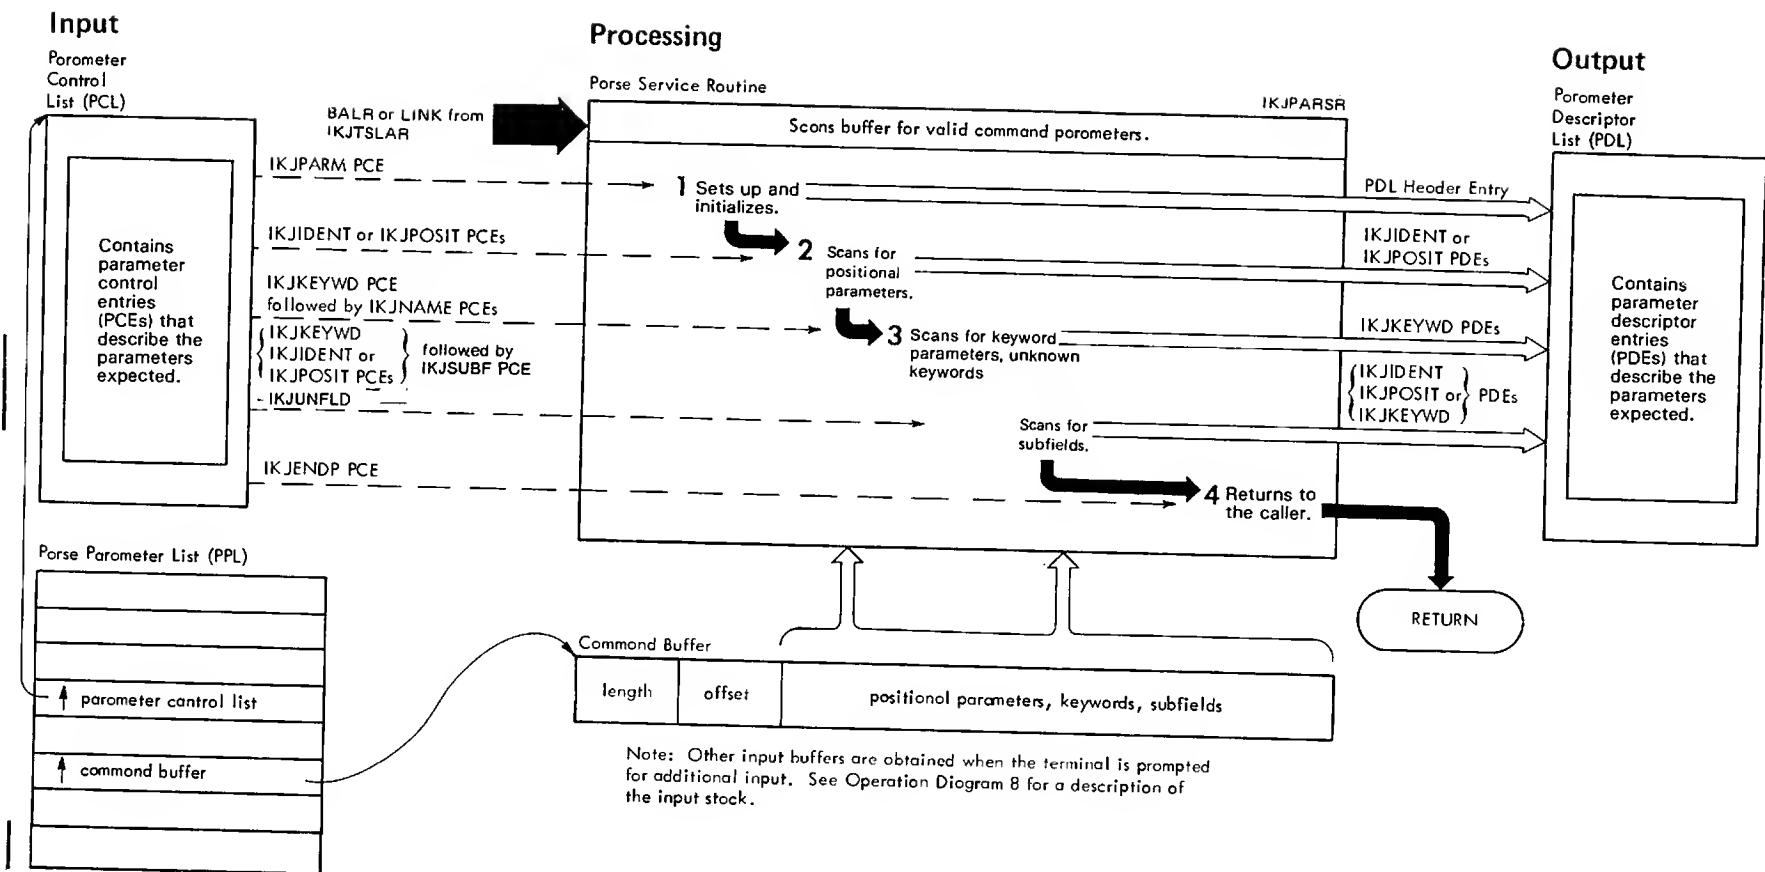 Input
Porometer
Control
List (PCL)
BALR or LINK from
IKJTSLAR
IKJPARM PCE
IKJIDENT or IKJPOSIT PCEs
IKJKEYWD PCE
followed by IKJNAME PCEs
IKJKEYWD
IKJIDENT or
IKJPOSIT PCEs
followed by
IKJSUBF PCE
- IKJUNFLD
IKJENDP PCE
Contains
parameter
control
entries
(PCEs) that
describe the
parameters
expected.
Porse Porometer List (PPL)
porometer cantrol list
commond buffer
Processing
Porse Service Routine
IKJPARSR
Scons buffer for valid command porometers.
1 Sets up and
initializes.
2 Scans for
positional
parameters.
3 Scans for keyword
parameters, unknown
keywords
Scans for
subfields.
4 Returns to
the caller.
RETURN
Commond Buffer
length
offset
positional parameters, keywords, subfields
Note: Other input buffers are obtained when the terminal is prompted
for additional input. See Operation Diogram 8 for a description of
the input stock.
Output
Porometer
Descriptor
List (PDL)
PDL Heoder Entry
IKJIDENT or
IKJPOSIT PDEs
IKJKEYWD PDEs
IKJIDENT
IKJPOSIT or
IKJKEYWD
PDEs
Contains
parameter
descriptor
entries
(PDEs) that
describe the
parameters
expected.